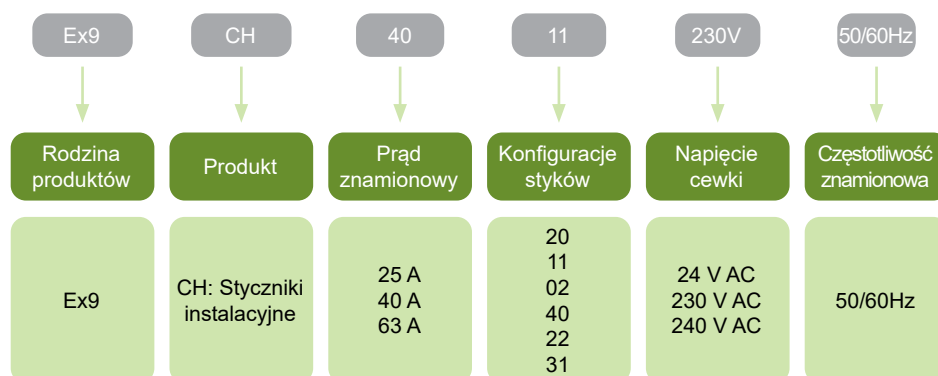 Ex9
CH
40
11
230V
50/60Hz
Rodzina
produktów
Produkt
Prąd
znamionowy
Konfiguracje
styków
Napięcie
cewki
Częstotliwość
znamionowa
Ex9
CH: Styczniki
instalacyjne
25 A
40 A
63 A
20
11
02
40
22
31
24 V AC
230 V AC
240 V AC
50/60Hz